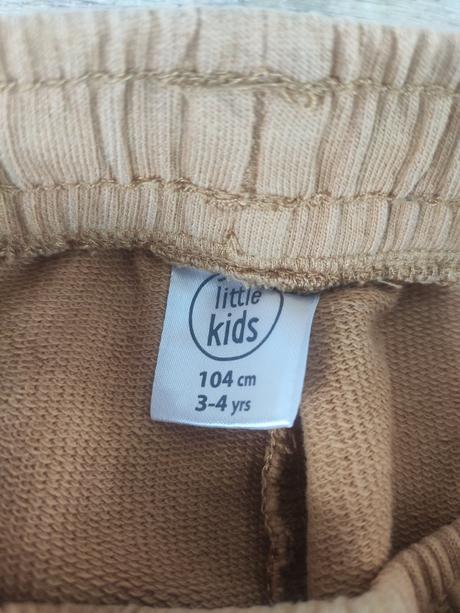 little
kids
104 cm
3-4 yrs